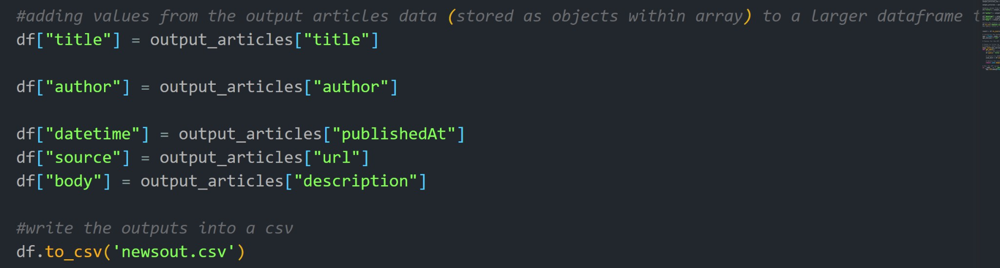 #adding values from the output articles data (stored as objects within array) to a larger dataframe
df["title"] = output_articles["title"]
df["author"] = output_articles["author"]
df["datetime"] = output_articles["publishedAt"]
df["source"] = output_articles["url"]
df["body"] = output_articles["description"]
#write the outputs into a csv
df.to_csv('newsout.csv')